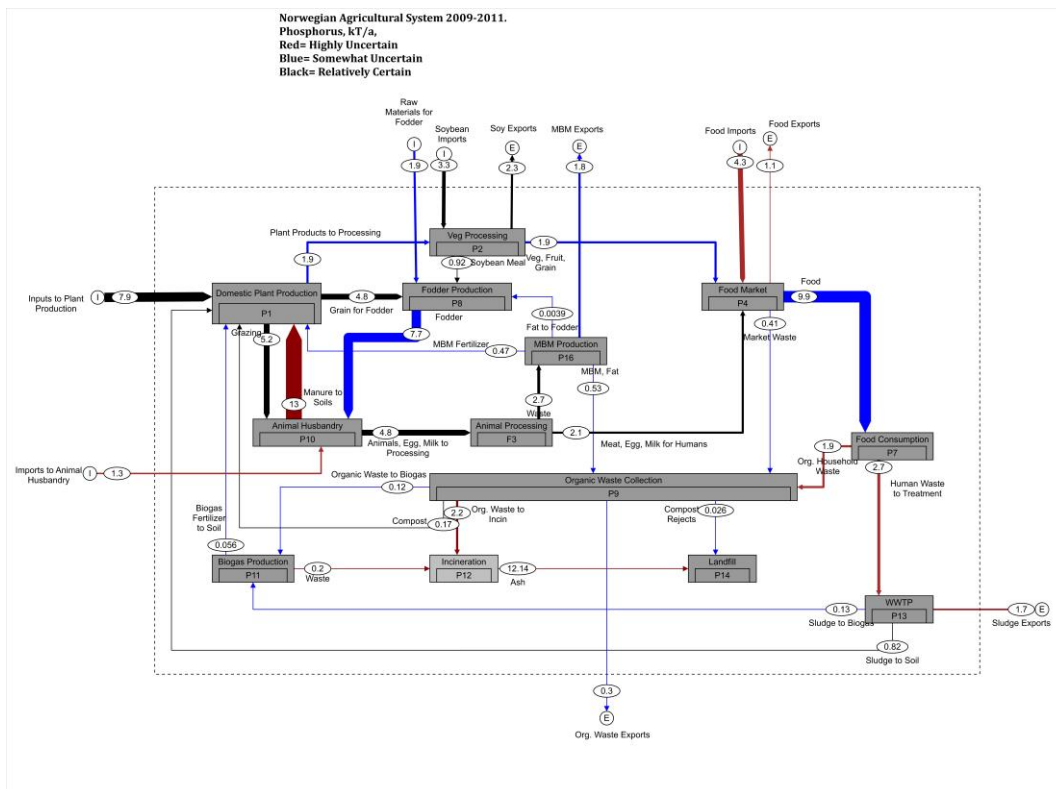 Norwegian Agricultural System 2009-2011.
Phosphorus, kT/a,
Red= Highly Uncertain
Blue= Somewhat Uncertain
Black= Relatively Certain
Raw
Materials for
Fodder
Soybean
Imports
Soy Exports
MBM Exports
Food Imports
Food Exports
I
I
E
E
I
E
1.9
3.3
2.3
1.8
4.3
1.1
Plant Products to Processing
1.9
Veg Processing
P2
1.9
Veg, Fruit,
Grain
0.92
Soybean Meal
Inputs to Plant
Production
I
7.9
Domestic Plant Production
P1
4.8
Grain for Fodder
Fodder Production
P8
Fodder
7.7
0.0039
Fat to Fodder
Food Market
P4
Food
9.9
0.41
Market Waste
Grazing
5.2
MBM Fertilizer
0.47
MBM Production
P16
MBM, Fat
0.53
13
Manure to
Soils
2.7
Waste
Animal Husbandry
P10
4.8
Animals, Egg, Milk to
Processing
Animal Processing
F3
2.1
Meat, Egg, Milk for Humans
Food Consumption
P7
1.9
Org. Household
Waste
2.7
Human Waste
to Treatment
Imports to Animal
Husbandry
I
1.3
Organic Waste to Biogas
0.12
Organic Waste Collection
P9
Biogas
Fertilizer
to Soil
0.056
Compost
0.17
2.2
Org. Waste to
Incin
0.026
Compost
Rejects
Biogas Production
P11
0.2
Waste
Incineration
P12
12.14
Ash
Landfill
P14
0.13
Sludge to Biogas
WWTP
P13
1.7
E
Sludge Exports
0.82
Sludge to Soil
0.3
E
Org. Waste Exports